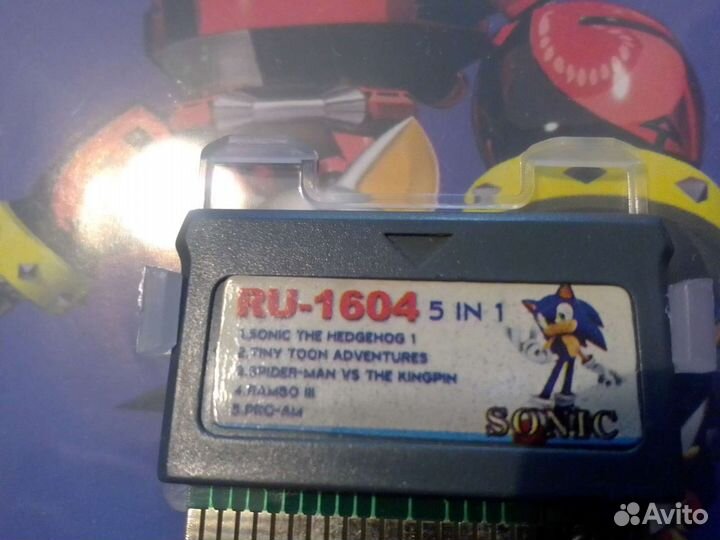 RU-1604 5 IN 1
1.SONIC THE HEDGEHOG 1
2.TINY TOON ADVENTURES
3.SPIDER-MAN VS THE KINGPIN
4.RAMBO III
5.PRO-AM
SONIC
Avito